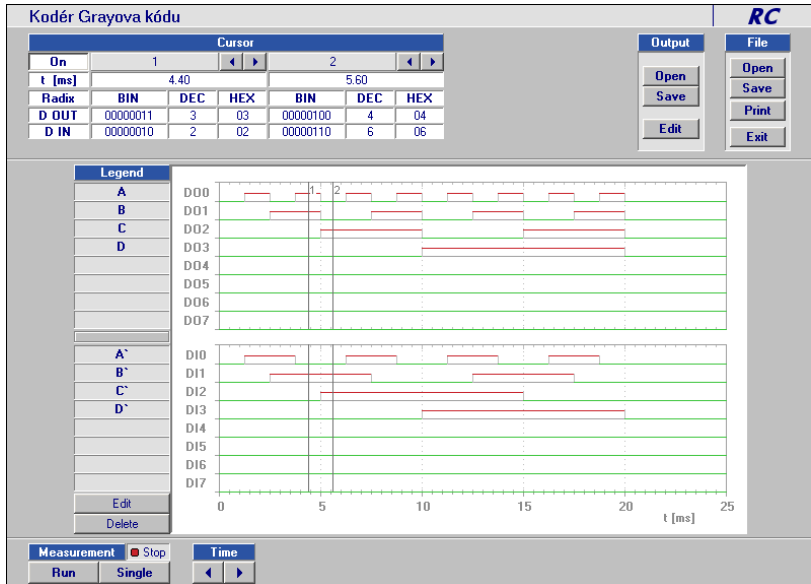 Kodér Grayova kódu
RC
Cursor
On 1 2
t [ms] 4.40 5.60
Radix BIN DEC HEX BIN DEC HEX
D OUT 00000011 3 03 00000100 4 04
D IN 00000010 2 02 00000110 6 06
Output
Open
Save
Edit
File
Open
Save
Print
Exit
Legend
A
B
C
D
A`
B`
C`
D`
Edit
Delete
1 2
DO0
DO1
DO2
DO3
DO4
DO5
DO6
DO7
DI0
DI1
DI2
DI3
DI4
DI5
DI6
DI7
0 5 10 15 20 25
t [ms]
Measurement Stop
Run Single
Time